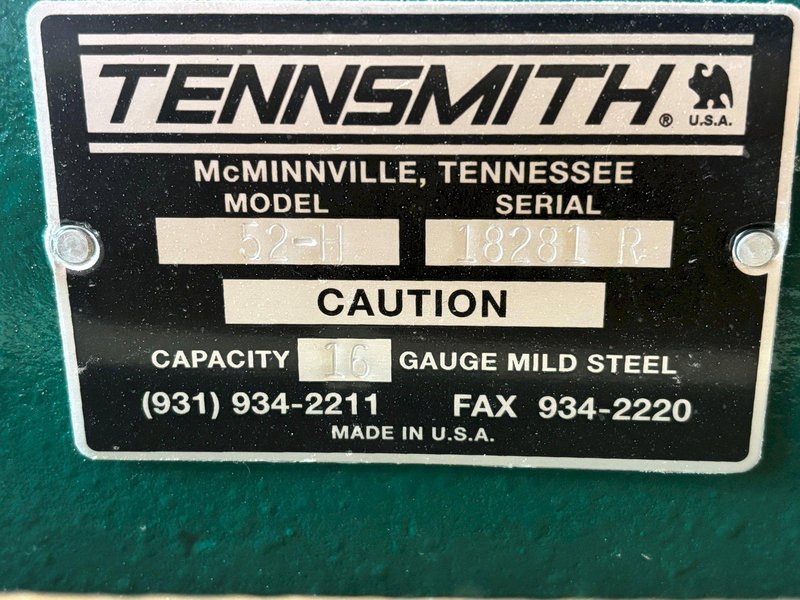 TENNSMITH®
U.S.A.
McMINNVILLE, TENNESSEE
MODEL SERIAL
52-H 18281 R
CAUTION
CAPACITY 16 GAUGE MILD STEEL
(931) 934-2211 FAX 934-2220
MADE IN U.S.A.